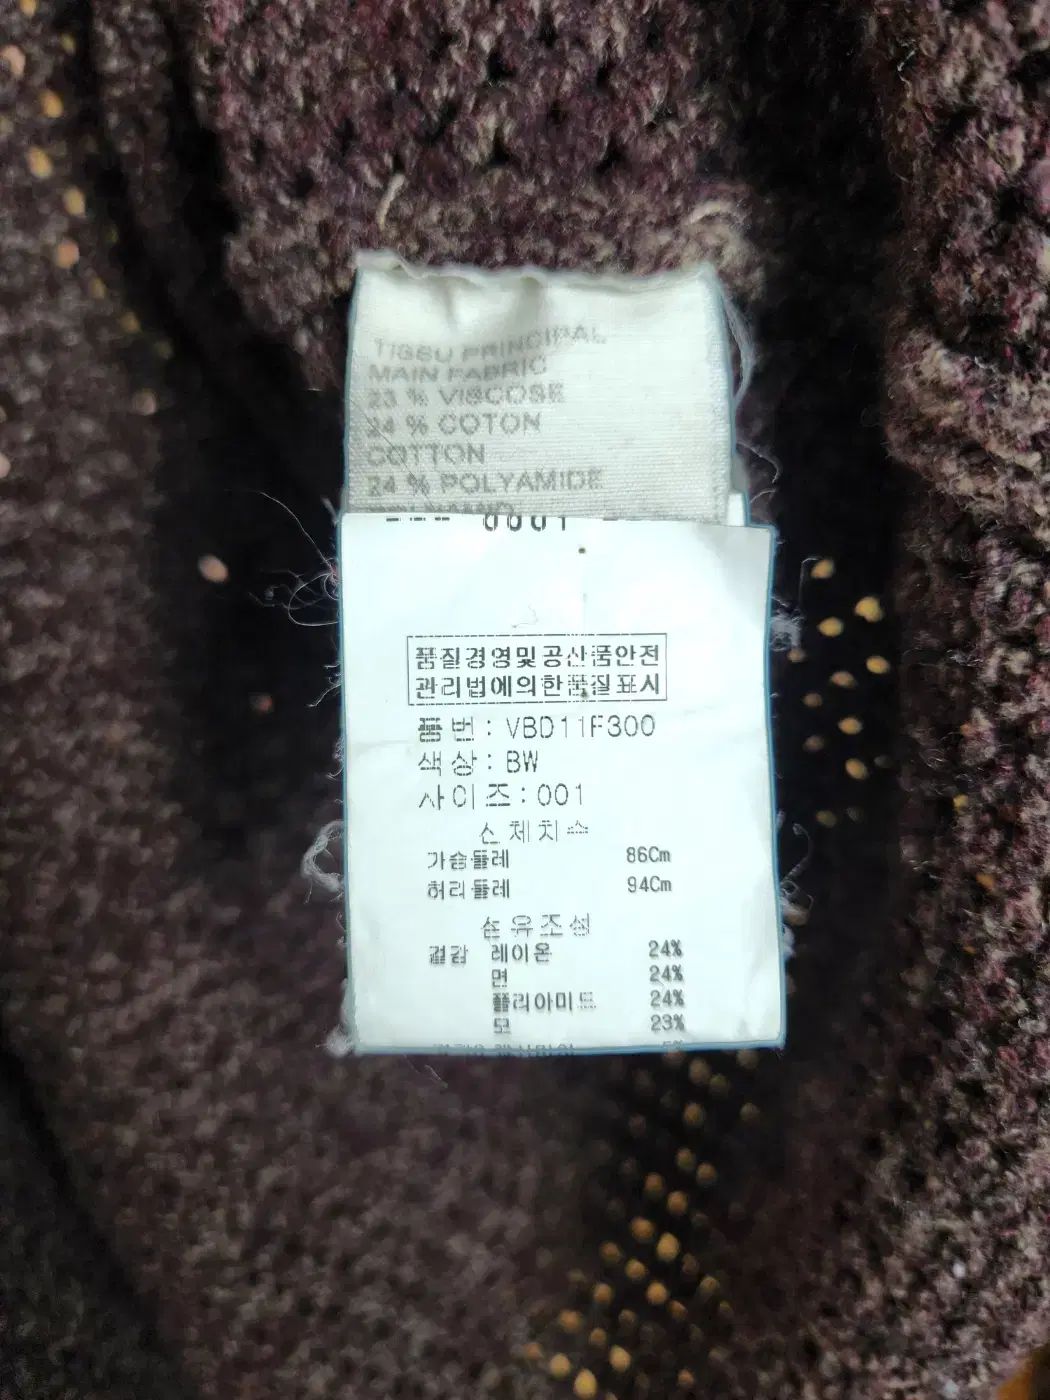 TISSU PRINCIPAL
MAIN FABRIC
23 % VISCOSE
24 % COTON
COTTON
24 % POLYAMIDE
0001
품질경영및공산품안전
관리법에의한품질표시
품 번 : VBD11F300
색 상 : BW
사이즈 : 001
신체치수
가슴둘레 86Cm
허리둘레 94Cm
섬유조성
겉감 레이온 24%
면 24%
폴리아미드 24%
모 23%